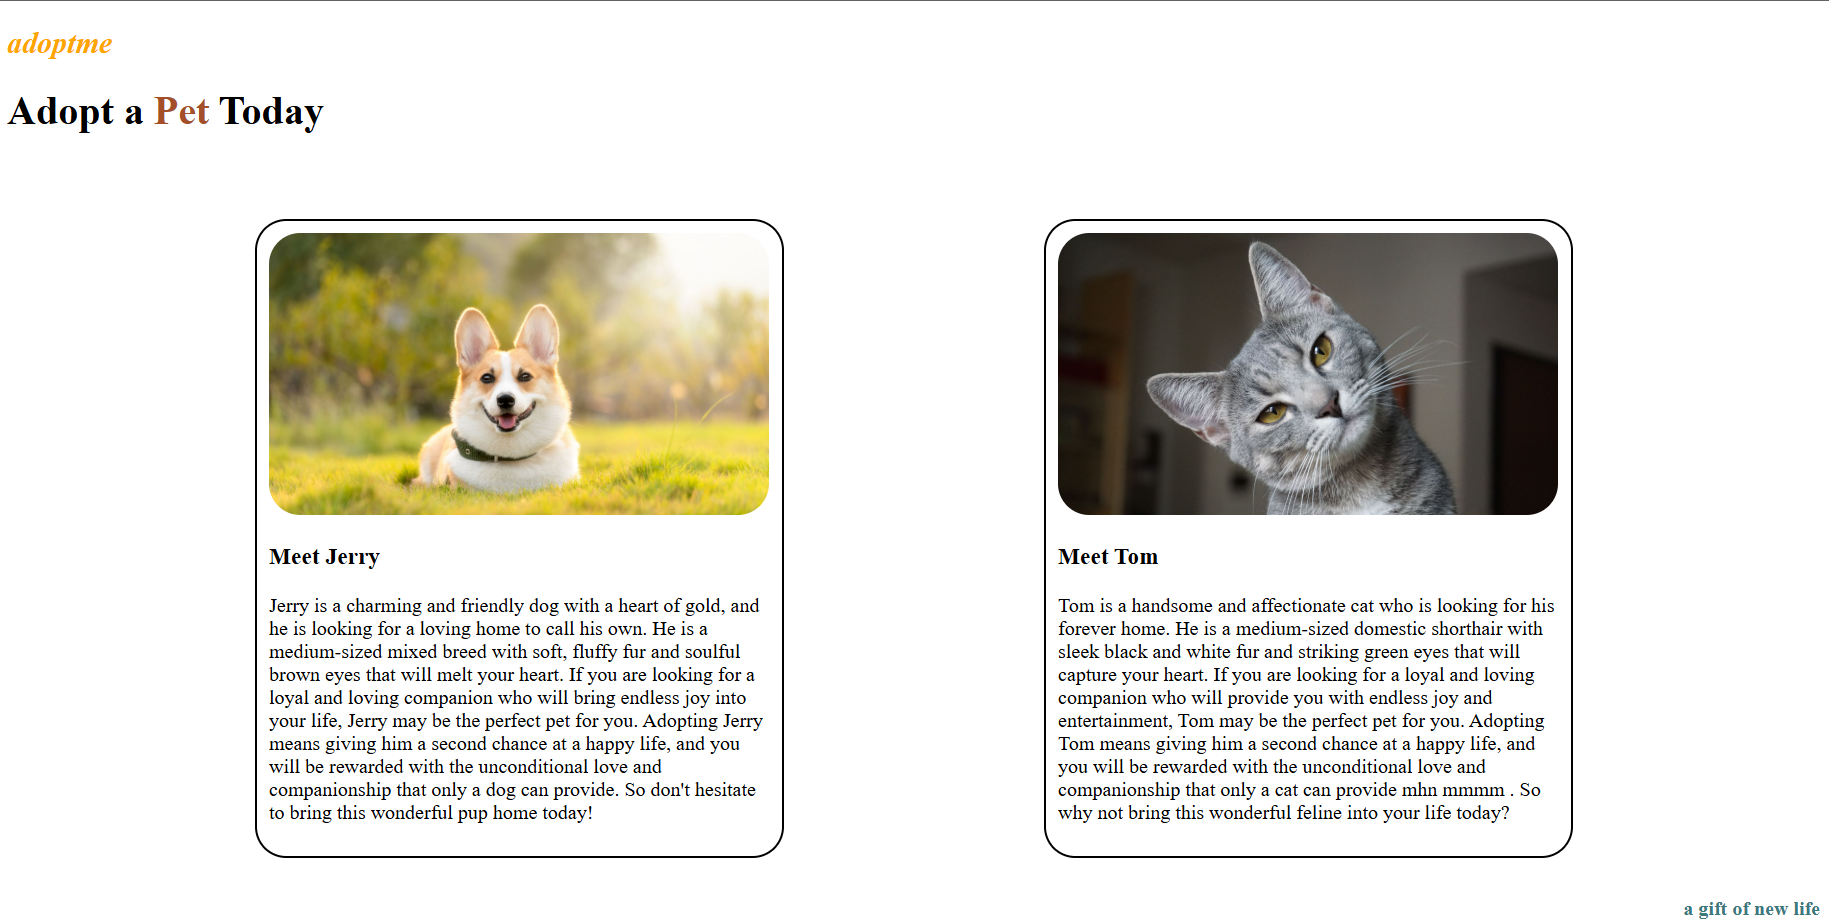 adoptme
Adopt a Pet Today
Meet Jerry
Jerry is a charming and friendly dog with a heart of gold, and
he is looking for a loving home to call his own. He is a
medium-sized mixed breed with soft, fluffy fur and soulful
brown eyes that will melt your heart. If you are looking for a
loyal and loving companion who will bring endless joy into
your life, Jerry may be the perfect pet for you. Adopting Jerry
means giving him a second chance at a happy life, and you
will be rewarded with the unconditional love and
companionship that only a dog can provide. So don't hesitate
to bring this wonderful pup home today!
Meet Tom
Tom is a handsome and affectionate cat who is looking for his
forever home. He is a medium-sized domestic shorthair with
sleek black and white fur and striking green eyes that will
capture your heart. If you are looking for a loyal and loving
companion who will provide you with endless joy and
entertainment, Tom may be the perfect pet for you. Adopting
Tom means giving him a second chance at a happy life, and
you will be rewarded with the unconditional love and
companionship that only a cat can provide mhn mmmm . So
why not bring this wonderful feline into your life today?
a gift of new life